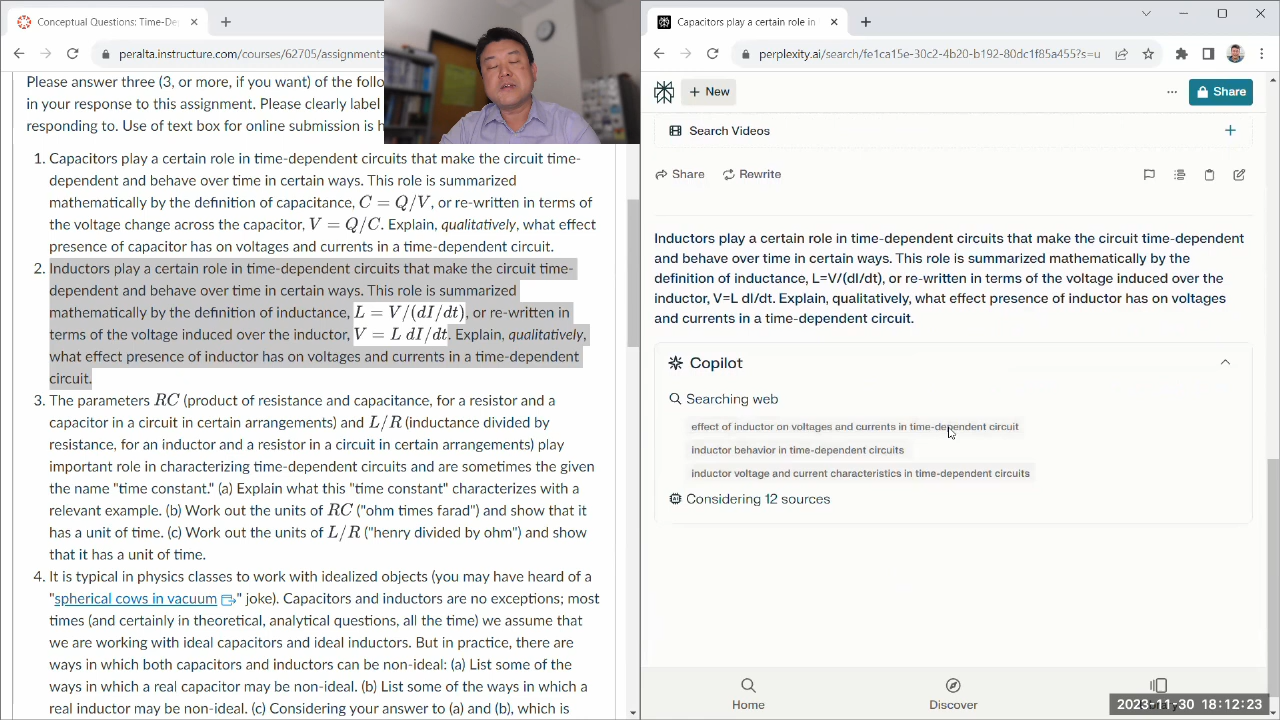 Conceptual Questions: Time-De
peralta.instructure.com/courses/62705/assignments
Please answer three (3, or more, if you want) of the follo
in your response to this assignment. Please clearly label
responding to. Use of text box for online submission is h
1. Capacitors play a certain role in time-dependent circuits that make the circuit time-
dependent and behave over time in certain ways. This role is summarized
mathematically by the definition of capacitance, C = Q/V, or re-written in terms of
the voltage change across the capacitor, V = Q/C. Explain, qualitatively, what effect
presence of capacitor has on voltages and currents in a time-dependent circuit.
2. Inductors play a certain role in time-dependent circuits that make the circuit time-
dependent and behave over time in certain ways. This role is summarized
mathematically by the definition of inductance, L = V/(dI/dt), or re-written in
terms of the voltage induced over the inductor, V = L dI/dt. Explain, qualitatively,
what effect presence of inductor has on voltages and currents in a time-dependent
circuit.
3. The parameters RC (product of resistance and capacitance, for a resistor and a
capacitor in a circuit in certain arrangements) and L/R (inductance divided by
resistance, for an inductor and a resistor in a circuit in certain arrangements) play
important role in characterizing time-dependent circuits and are sometimes the given
the name "time constant." (a) Explain what this "time constant" characterizes with a
relevant example. (b) Work out the units of RC ("ohm times farad") and show that it
has a unit of time. (c) Work out the units of L/R ("henry divided by ohm") and show
that it has a unit of time.
4. It is typical in physics classes to work with idealized objects (you may have heard of a
"spherical cows in vacuum" joke). Capacitors and inductors are no exceptions; most
times (and certainly in theoretical, analytical questions, all the time) we assume that
we are working with ideal capacitors and ideal inductors. But in practice, there are
ways in which both capacitors and inductors can be non-ideal: (a) List some of the
ways in which a real capacitor may be non-ideal. (b) List some of the ways in which a
real inductor may be non-ideal. (c) Considering your answer to (a) and (b), which is
Capacitors play a certain role in
perplexity.ai/search/fe1ca15e-30c2-4b20-b192-80dc1f85a455?s=u
New
Share
Search Videos
Share Rewrite
Inductors play a certain role in time-dependent circuits that make the circuit time-dependent
and behave over time in certain ways. This role is summarized mathematically by the
definition of inductance, L=V/(dI/dt), or re-written in terms of the voltage induced over the
inductor, V=L dI/dt. Explain, qualitatively, what effect presence of inductor has on voltages
and currents in a time-dependent circuit.
Copilot
Searching web
effect of inductor on voltages and currents in time-dependent circuit
inductor behavior in time-dependent circuits
inductor voltage and current characteristics in time-dependent circuits
Considering 12 sources
Home Discover
2023-11-30 18:12:23